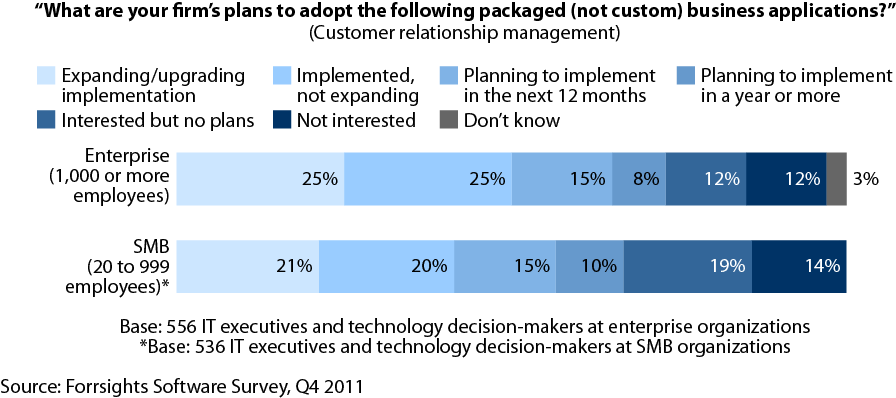 “What are your firm’s plans to adopt the following packaged (not custom) business applications?”
(Customer relationship management)
Expanding/upgrading implementation
Implemented, not expanding
Planning to implement in the next 12 months
Planning to implement in a year or more
Interested but no plans
Not interested
Don’t know
Enterprise
(1,000 or more
employees)
25% 25% 15% 8% 12% 12% 3%
SMB
(20 to 999
employees)*
21% 20% 15% 10% 19% 14%
Base: 556 IT executives and technology decision-makers at enterprise organizations
*Base: 536 IT executives and technology decision-makers at SMB organizations
Source: Forrsights Software Survey, Q4 2011